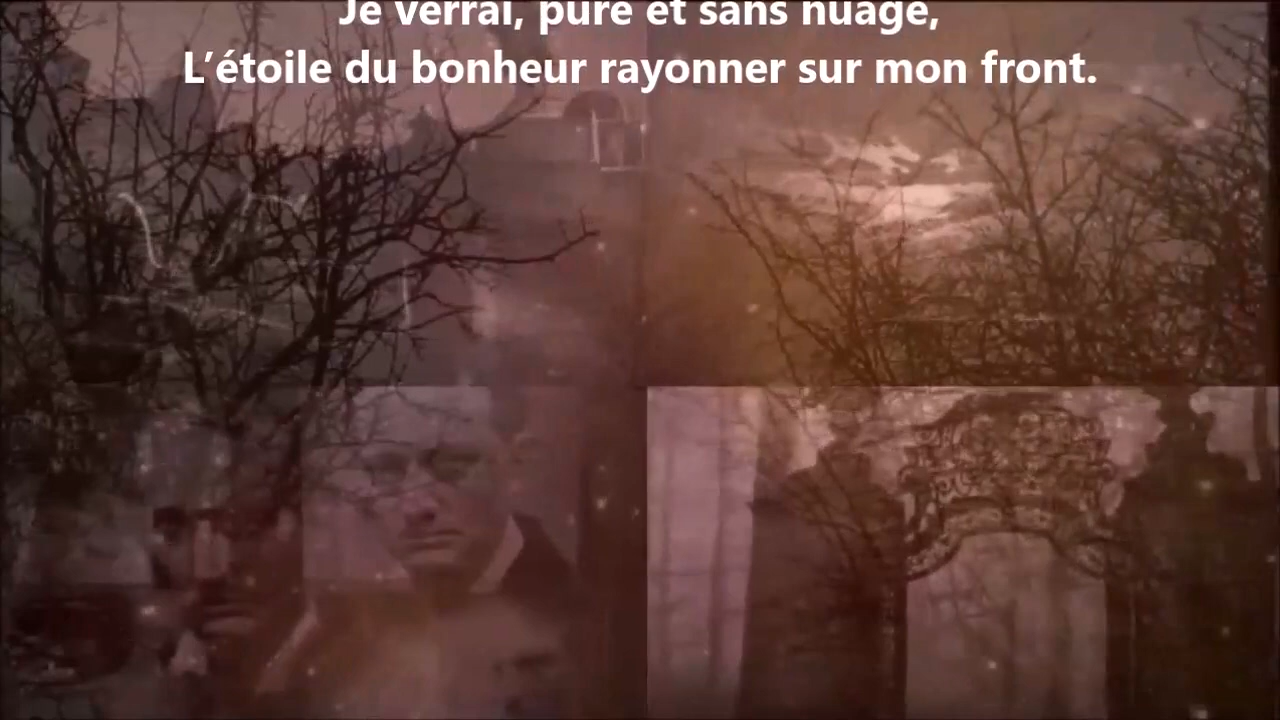 Je verrai, pure et sans nuage,
L’étoile du bonheur rayonner sur mon front.